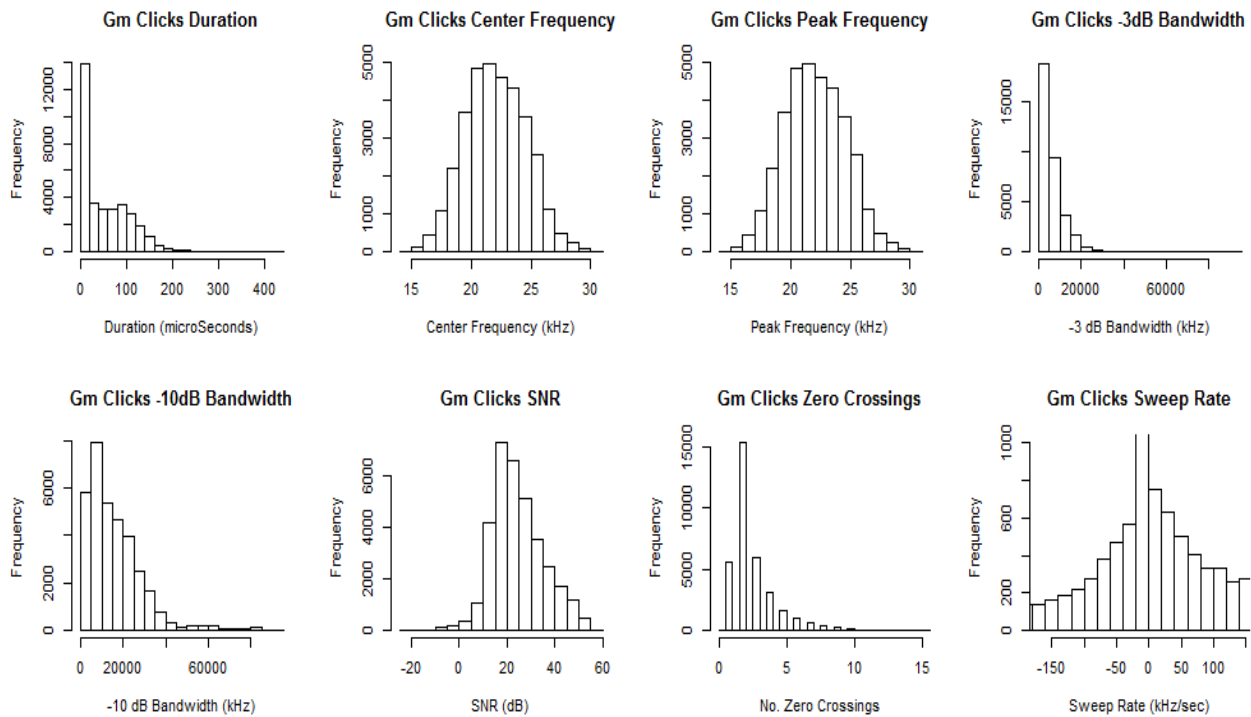 Gm Clicks Duration
Frequency
0 4000 8000 12000
0 100 200 300 400
Duration (microSeconds)
Gm Clicks Center Frequency
Frequency
0 1000 3000 5000
15 20 25 30
Center Frequency (kHz)
Gm Clicks Peak Frequency
Frequency
0 1000 3000 5000
15 20 25 30
Peak Frequency (kHz)
Gm Clicks -3dB Bandwidth
Frequency
0 5000 15000
0 20000 60000
-3 dB Bandwidth (kHz)
Gm Clicks -10dB Bandwidth
Frequency
0 2000 6000
0 20000 60000
-10 dB Bandwidth (kHz)
Gm Clicks SNR
Frequency
0 2000 4000 6000
-20 0 20 40 60
SNR (dB)
Gm Clicks Zero Crossings
Frequency
0 5000 10000 15000
0 5 10 15
No. Zero Crossings
Gm Clicks Sweep Rate
Frequency
0 200 600 1000
-150 -50 0 50 100
Sweep Rate (kHz/sec)